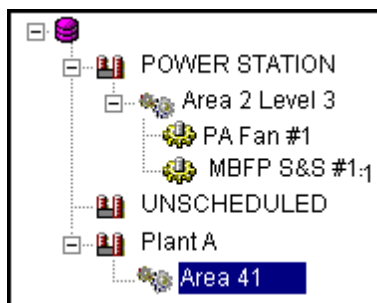 POWER STATION
Area 2 Level 3
PA Fan #1
MBFP S&S #1:1
UNSCHEDULED
Plant A
Area 41